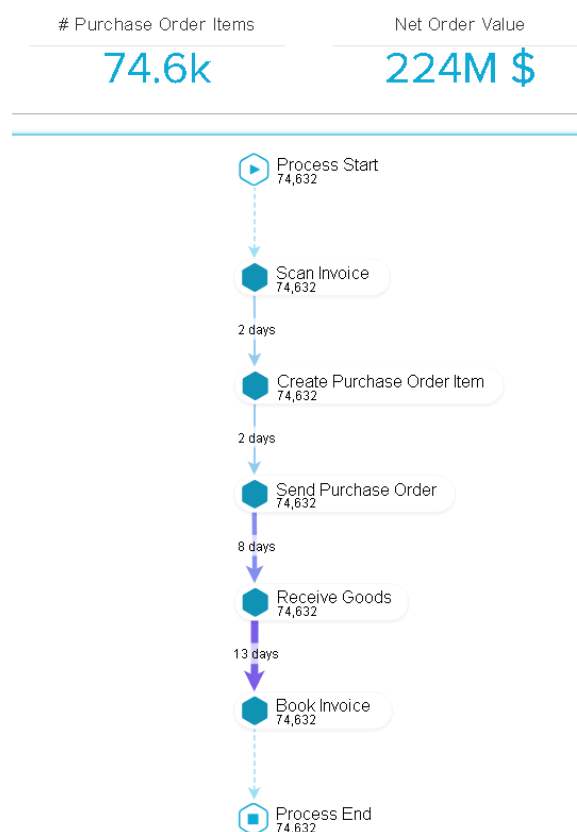 # Purchase Order Items
Net Order Value
74.6k
224M $
Process Start
74,632
Scan Invoice
74,632
2 days
Create Purchase Order Item
74,632
2 days
Send Purchase Order
74,632
8 days
Receive Goods
74,632
13 days
Book Invoice
74,632
Process End
74,632